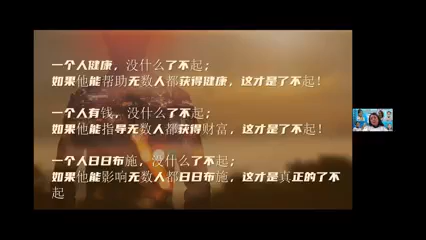 一个人健康，没什么了不起；
如果他能帮助无数人都获得健康，这才是了不起！
一个人有钱，没什么了不起；
如果他能指导无数人都获得财富，这才是了不起！
一个人日日布施，没什么了不起；
如果他能影响无数人都日日布施，这才是真正的了不
起